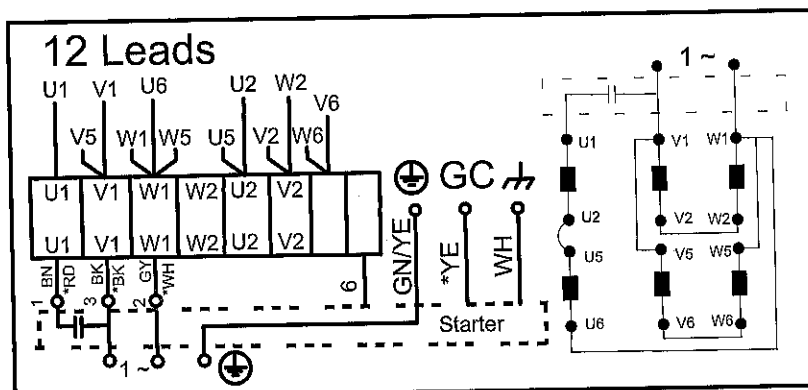 12 Leads
U1 V1 U6 U2 W2 V6
V5 W1 W5 U5 V2 W6
U1 V1 W1 W2 U2 V2
U1 V1 W1 W2 U2 V2
BN *RD BK *BK GY *WH
1 3 2 6
GC
GN/YE *YE WH
Starter
1 ~
1 ~
U1 V1 W1
U2 V2 W2
U5 V5 W5
U6 V6 W6